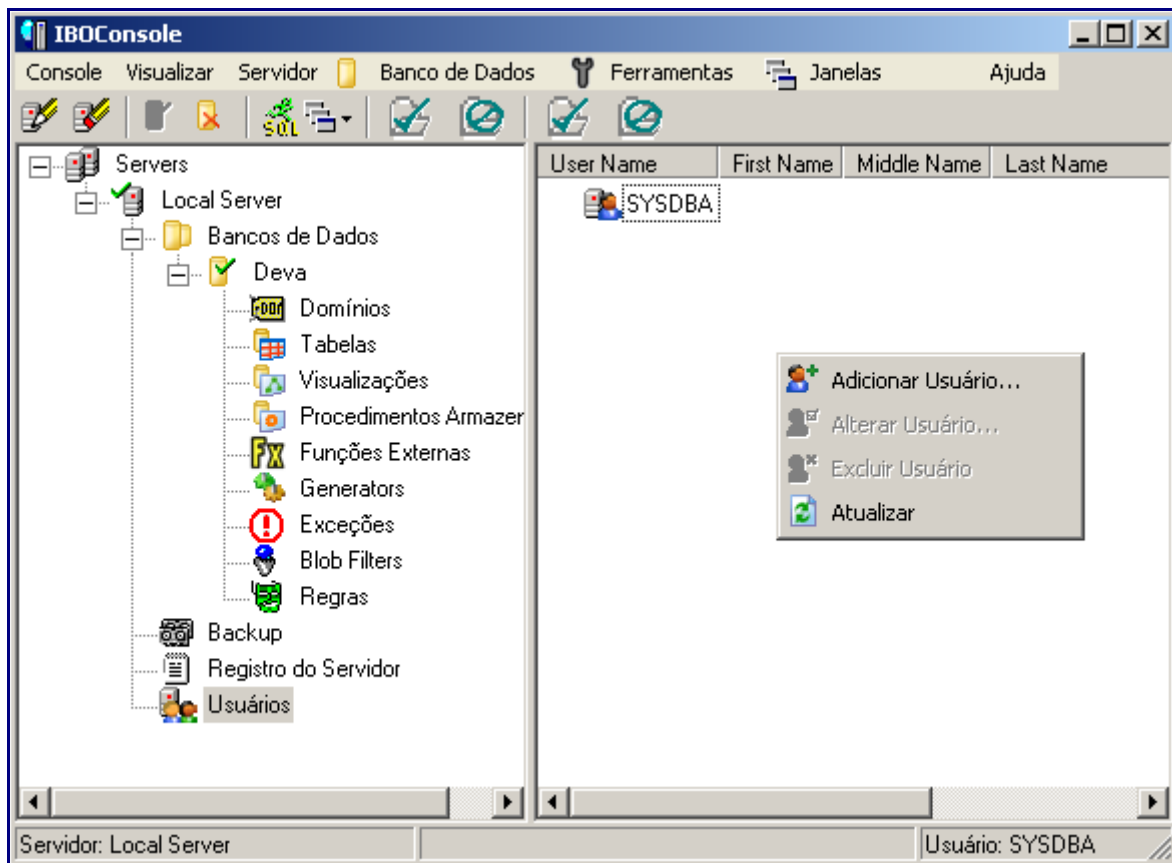 IBOConsole
Console Visualizar Servidor Banco de Dados Ferramentas Janelas Ajuda
SQL
Servers
Local Server
Bancos de Dados
Deva
Domínios
Tabelas
Visualizações
Procedimentos Armazer
Funções Externas
Generators
Exceções
Blob Filters
Regras
Backup
Registro do Servidor
Usuários
User Name First Name Middle Name Last Name
SYSDBA
Adicionar Usuário...
Alterar Usuário...
Excluir Usuário
Atualizar
Servidor: Local Server Usuário: SYSDBA